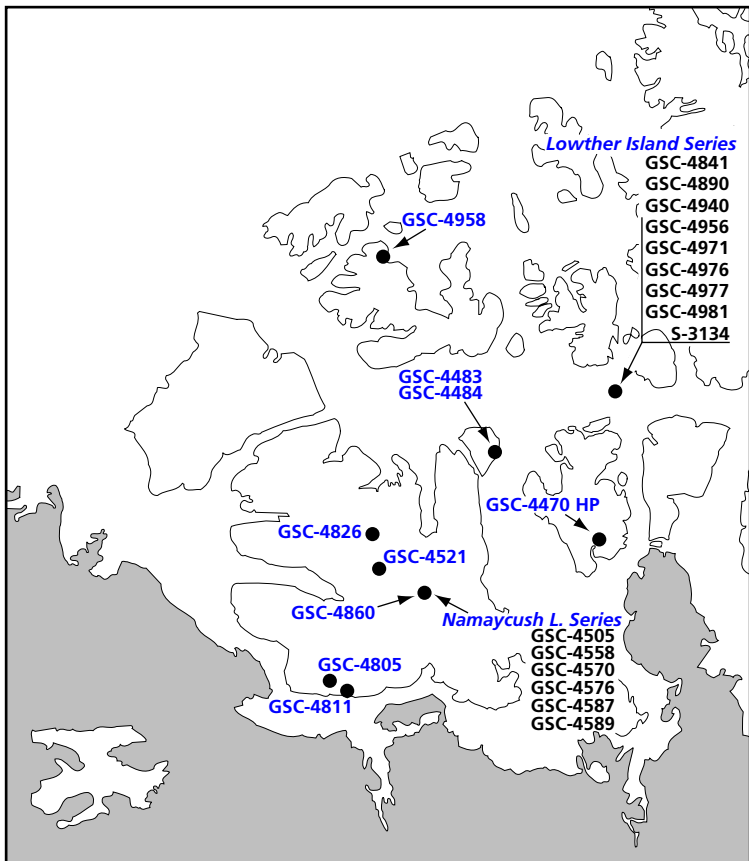 Lowther Island Series
GSC-4841
GSC-4890
GSC-4940
GSC-4956
GSC-4971
GSC-4976
GSC-4977
GSC-4981
S-3134
GSC-4958
GSC-4483
GSC-4484
GSC-4470 HP
GSC-4826
GSC-4521
GSC-4860
Namaycush L. Series
GSC-4505
GSC-4558
GSC-4570
GSC-4576
GSC-4587
GSC-4589
GSC-4805
GSC-4811